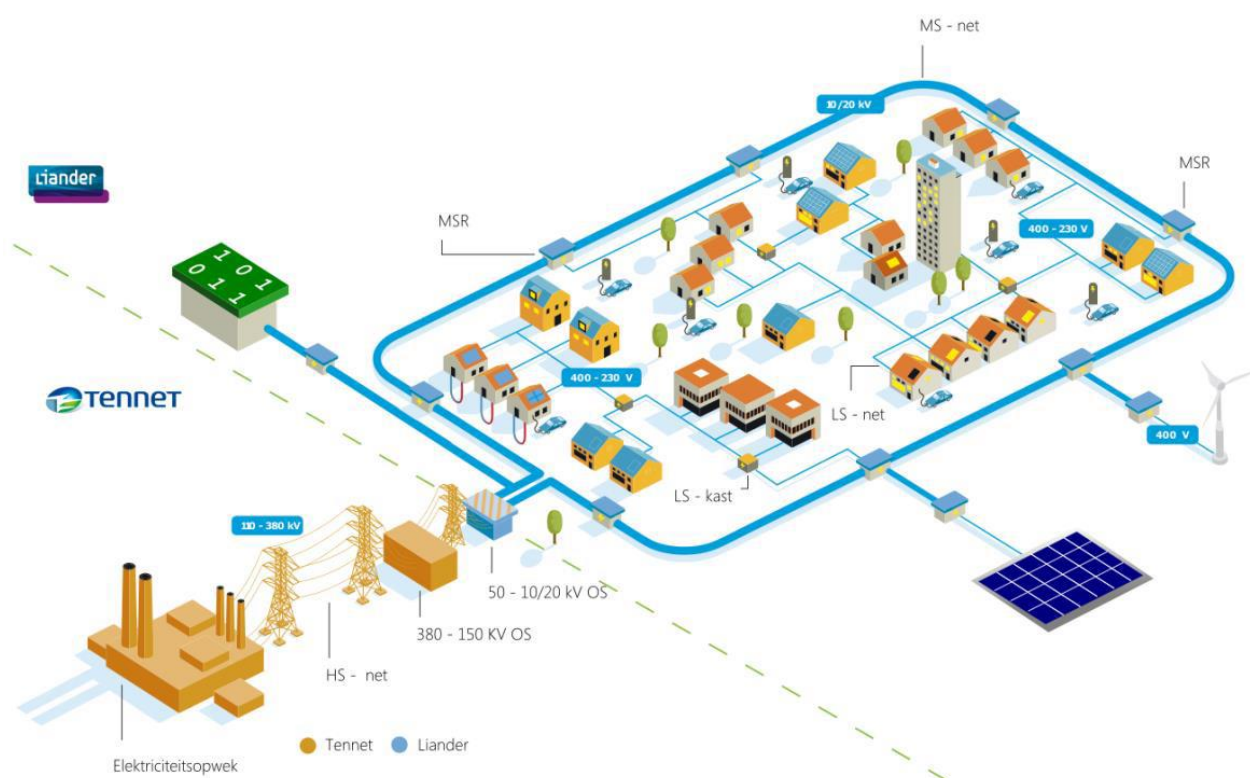 MS - net
10/20 kV
Liander
MSR
MSR
400 - 230 V
1 0
0 1 1
1
TENNET
400 - 230 V
LS - net
400 V
LS - kast
110 - 380 kV
50 - 10/20 kV OS
380 - 150 KV OS
HS - net
Tennet
Liander
Elektriciteitsopwek